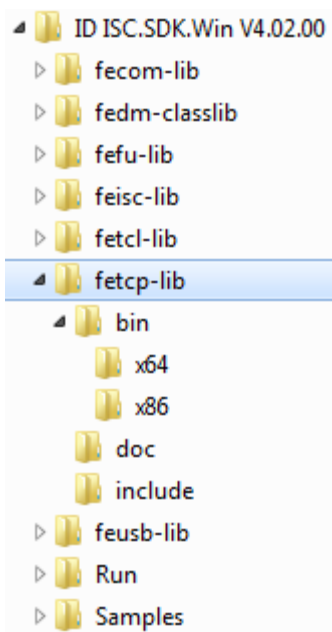 ID ISC.SDK.Win V4.02.00
fecom-lib
fedm-classlib
fefu-lib
feisc-lib
fetcl-lib
fetcp-lib
bin
x64
x86
doc
include
feusb-lib
Run
Samples